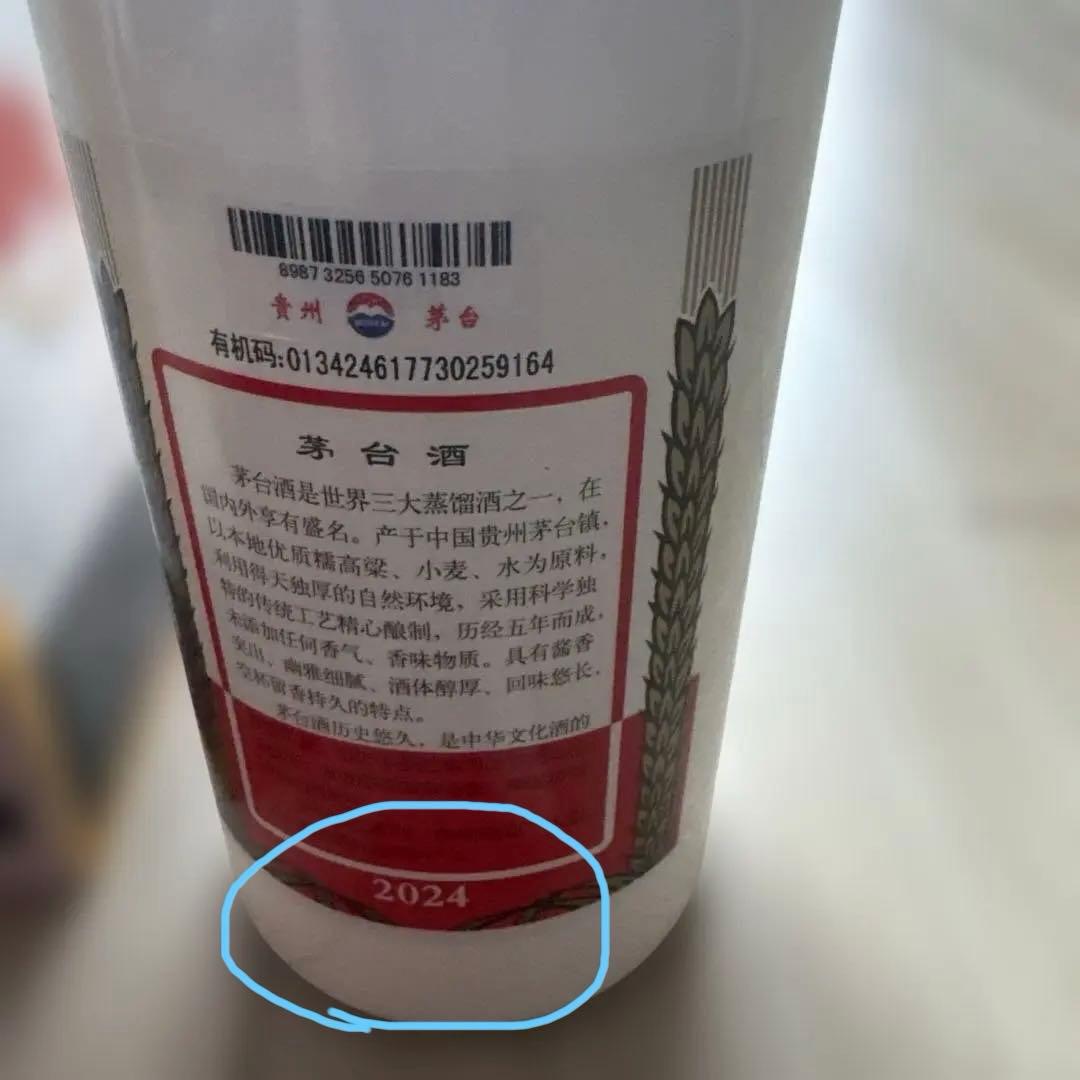 8987 3256 5076 1183
贵州 茅台
有机码:013424617730259164
茅台酒
茅台酒是世界三大蒸馏酒之一，在
国内外享有盛名。产于中国贵州茅台镇，
以本地优质糯高粱、小麦、水为原料，
利用得天独厚的自然环境，采用科学独
特的传统工艺精心酿制，历经五年而成，
未添加任何香气、香味物质。具有酱香
突出、幽雅细腻、酒体醇厚、回味悠长、
空杯留香持久的特点。
茅台酒历史悠久，是中华文化酒的
2024